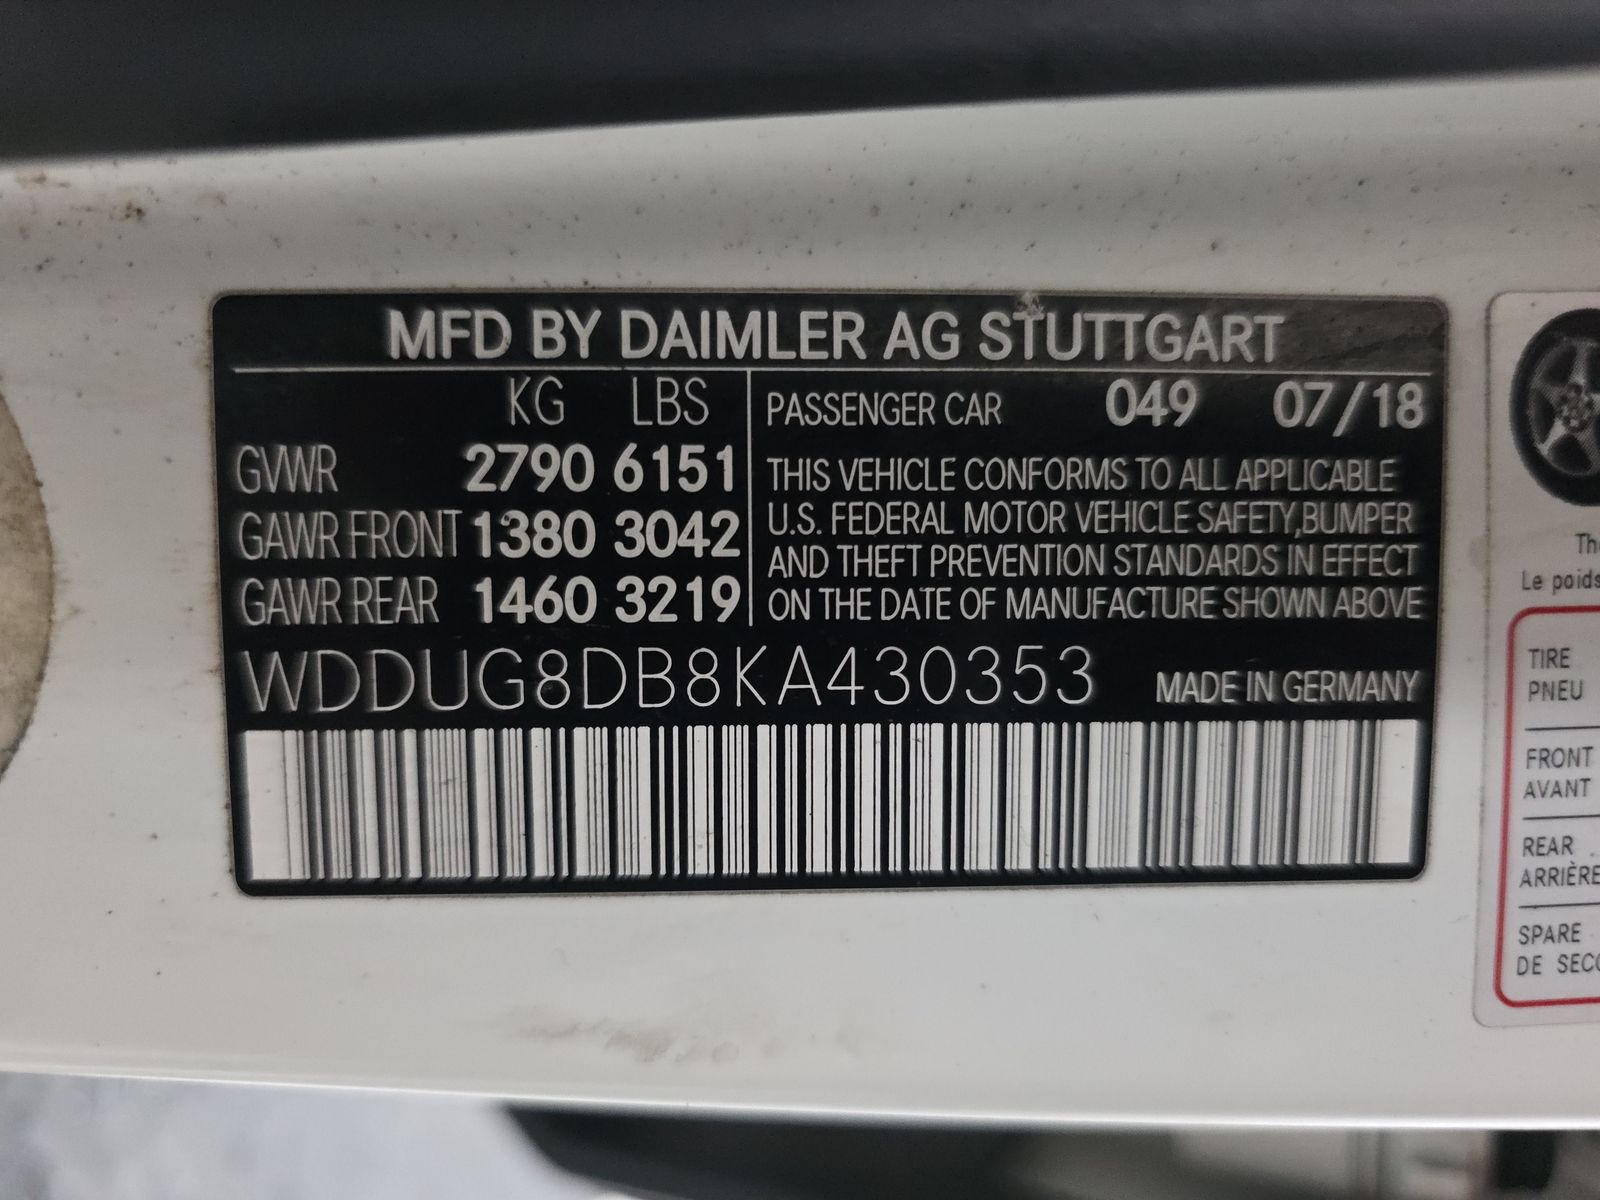 MFD BY DAIMLER AG STUTTGART
KG LBS
GVWR 2790 6151
GAWR FRONT 1380 3042
GAWR REAR 1460 3219
PASSENGER CAR 049 07/18
THIS VEHICLE CONFORMS TO ALL APPLICABLE
U.S. FEDERAL MOTOR VEHICLE SAFETY,BUMPER
AND THEFT PREVENTION STANDARDS IN EFFECT
ON THE DATE OF MANUFACTURE SHOWN ABOVE
WDDUG8DB8KA430353 MADE IN GERMANY
Le poids
TIRE
PNEU
FRONT
AVANT
REAR
ARRIÈRE
SPARE
DE